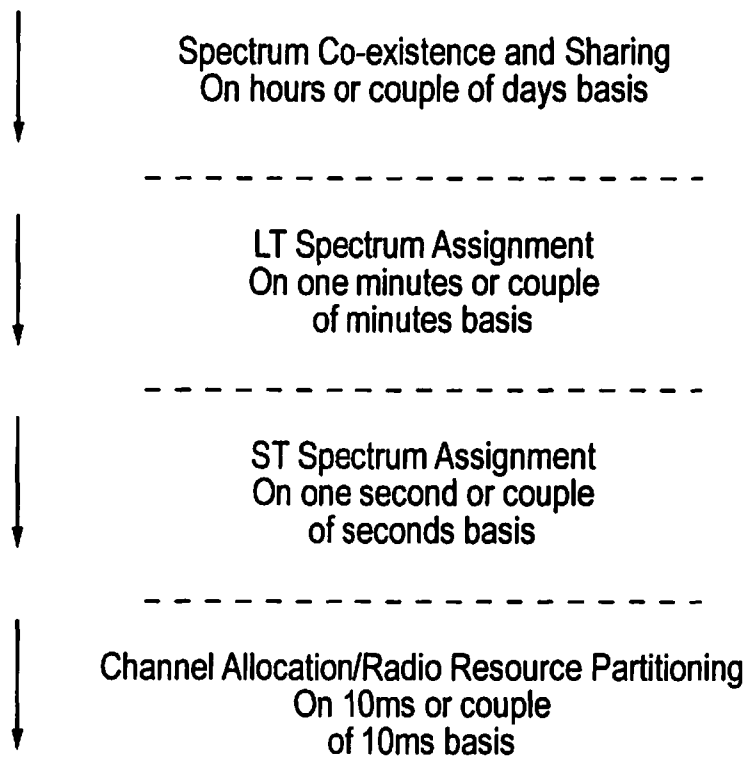 Spectrum Co-existence and Sharing
On hours or couple of days basis
LT Spectrum Assignment
On one minutes or couple
of minutes basis
ST Spectrum Assignment
On one second or couple
of seconds basis
Channel Allocation/Radio Resource Partitioning
On 10ms or couple
of 10ms basis